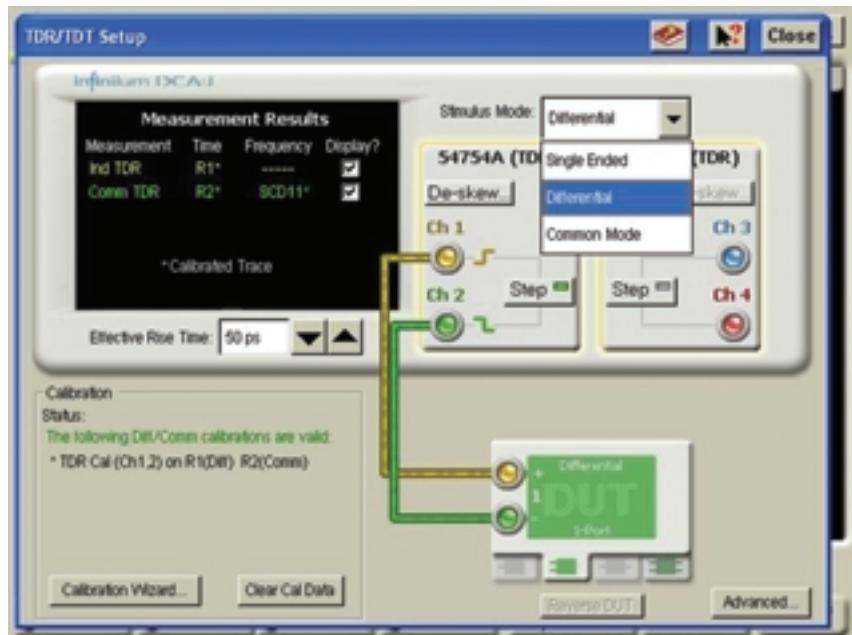 TDR/TDT Setup
Close
Infiniium DCA-J
Measurement Results
Measurement Time Frequency Display?
Ind TDR R1* -----
Comm TDR R2* SCD11*
*Calibrated Trace
Effective Rise Time: 50 ps
Stimulus Mode: Differential
Single Ended
Differential
Common Mode
54754A (TD
(TDR)
De-skew...
skew...
Ch 1
Ch 3
Ch 2
Step
Step
Ch 4
Calibration
Status:
The following Diff/Comm calibrations are valid:
* TDR Cal (Ch1,2) on R1(Diff) R2(Comm)
Calibration Wizard...
Clear Cal Data
+
Differential
1
DUT
-
1-Port
Reverse DUT
Advanced...